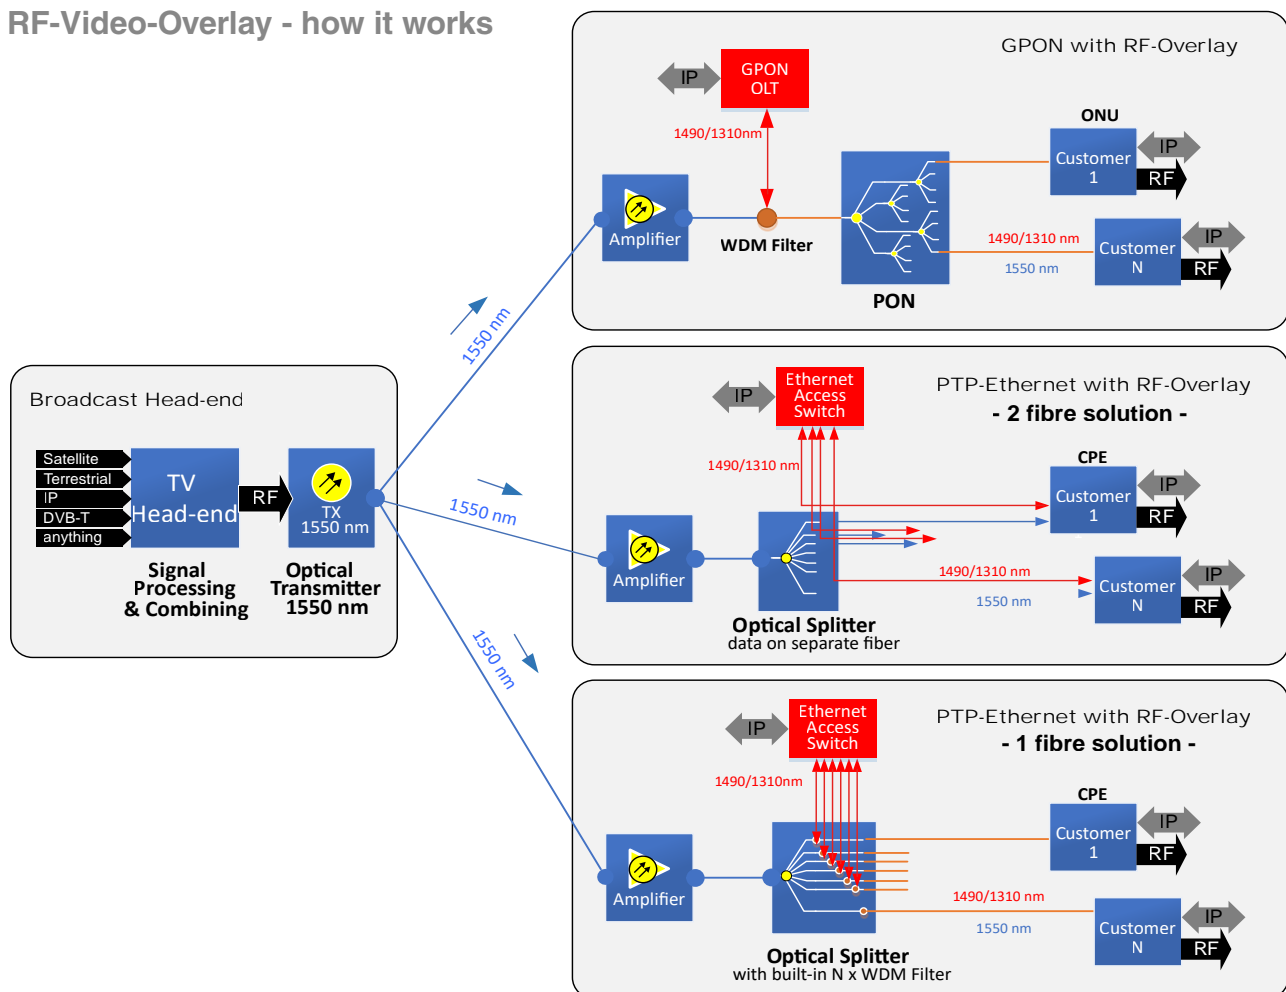 RF-Video-Overlay - how it works
GPON with RF-Overlay
IP
GPON
OLT
1490/1310nm
ONU
Customer
1
IP
RF
Amplifier
WDM Filter
PON
1490/1310 nm
1550 nm
Customer
N
IP
RF
1550 nm
Broadcast Head-end
Satellite
Terrestrial
IP
DVB-T
anything
TV
Head-end
RF
TX
1550 nm
Signal
Processing
& Combining
Optical
Transmitter
1550 nm
1550 nm
PTP-Ethernet with RF-Overlay
- 2 fibre solution -
IP
Ethernet
Access
Switch
1490/1310 nm
CPE
Customer
1
IP
RF
Amplifier
Optical Splitter
data on separate fiber
1490/1310 nm
1550 nm
Customer
N
IP
RF
1550 nm
PTP-Ethernet with RF-Overlay
- 1 fibre solution -
IP
Ethernet
Access
Switch
1490/1310nm
CPE
Customer
1
IP
RF
Amplifier
Optical Splitter
with built-in N x WDM Filter
1490/1310 nm
1550 nm
Customer
N
IP
RF